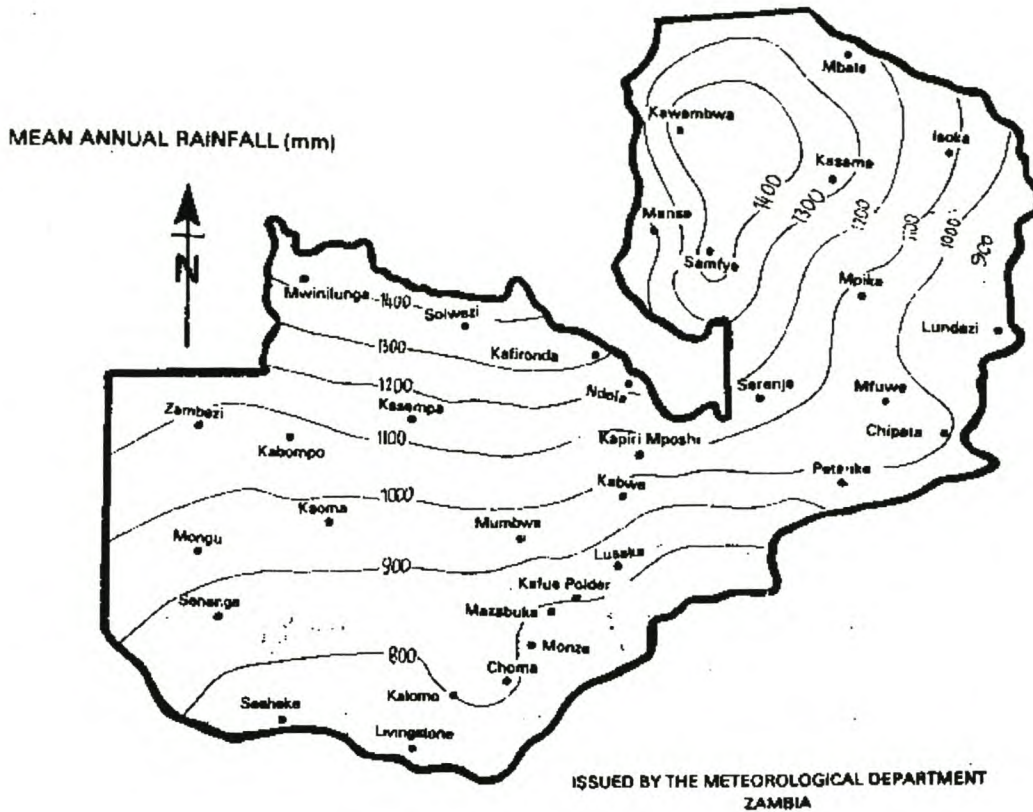 MEAN ANNUAL RAINFALL (mm)
N
Mbala
Kawambwa
Isoka
Kasama
1400
1300
1200
1100
1000
900
Mansa
Samfya
Mwinilunga
1400
Solwezi
Mpika
Lundazi
1300
Kafironda
1200
Ndola
Serenje
Mfuwe
Zambezi
Kasempa
Kabompo
1100
Kapiri Mposhi
Chipata
1000
Kabwe
Petauke
Kaoma
Mumbwa
Mongu
900
Lusaka
Kafue Polder
Senanga
Mazabuka
Monze
800
Choma
Kalomo
Sesheke
Livingstone
ISSUED BY THE METEOROLOGICAL DEPARTMENT
ZAMBIA